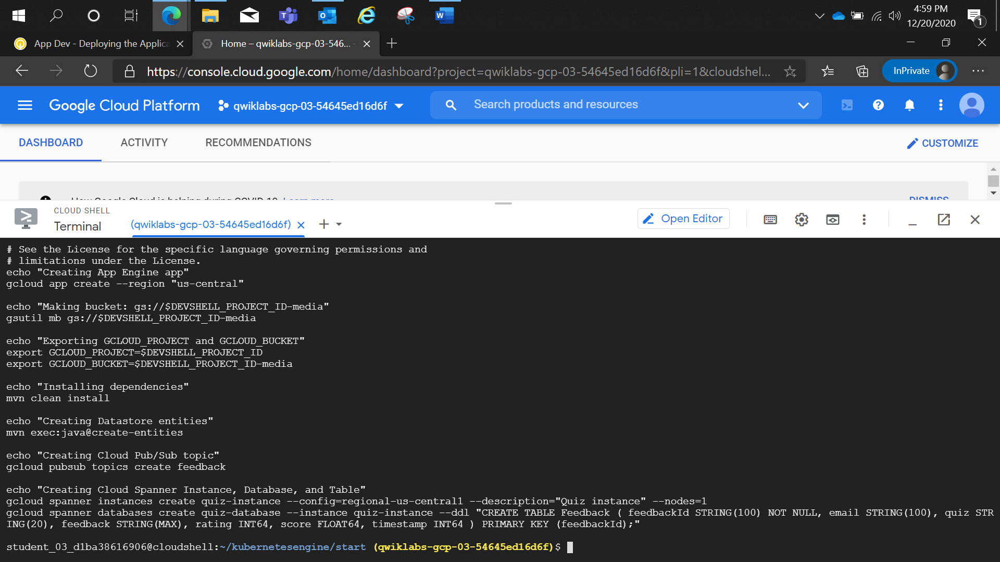 4:59 PM
12/20/2020
1
App Dev - Deploying the Applica
Home – qwiklabs-gcp-03-546...
https://console.cloud.google.com/home/dashboard?project=qwiklabs-gcp-03-54645ed16d6f&pli=1&cloudshel...
InPrivate
Google Cloud Platform
qwiklabs-gcp-03-54645ed16d6f
Search products and resources
DASHBOARD
ACTIVITY
RECOMMENDATIONS
CUSTOMIZE
How Google Cloud is helping during COVID-19. Learn more
DISMISS
CLOUD SHELL
Terminal
(qwiklabs-gcp-03-54645ed16d6f)
Open Editor
# See the License for the specific language governing permissions and
# limitations under the License.
echo "Creating App Engine app"
gcloud app create --region "us-central"
echo "Making bucket: gs://$DEVSHELL_PROJECT_ID-media"
gsutil mb gs://$DEVSHELL_PROJECT_ID-media
echo "Exporting GCLOUD_PROJECT and GCLOUD_BUCKET"
export GCLOUD_PROJECT=$DEVSHELL_PROJECT_ID
export GCLOUD_BUCKET=$DEVSHELL_PROJECT_ID-media
echo "Installing dependencies"
mvn clean install
echo "Creating Datastore entities"
mvn exec:java@create-entities
echo "Creating Cloud Pub/Sub topic"
gcloud pubsub topics create feedback
echo "Creating Cloud Spanner Instance, Database, and Table"
gcloud spanner instances create quiz-instance --config=regional-us-central1 --description="Quiz instance" --nodes=1
gcloud spanner databases create quiz-database --instance quiz-instance --ddl "CREATE TABLE Feedback ( feedbackId STRING(100) NOT NULL, email STRING(100), quiz STR
ING(20), feedback STRING(MAX), rating INT64, score FLOAT64, timestamp INT64 ) PRIMARY KEY (feedbackId);"
student_03_d1ba38616906@cloudshell:~/kubernetesengine/start (qwiklabs-gcp-03-54645ed16d6f)$